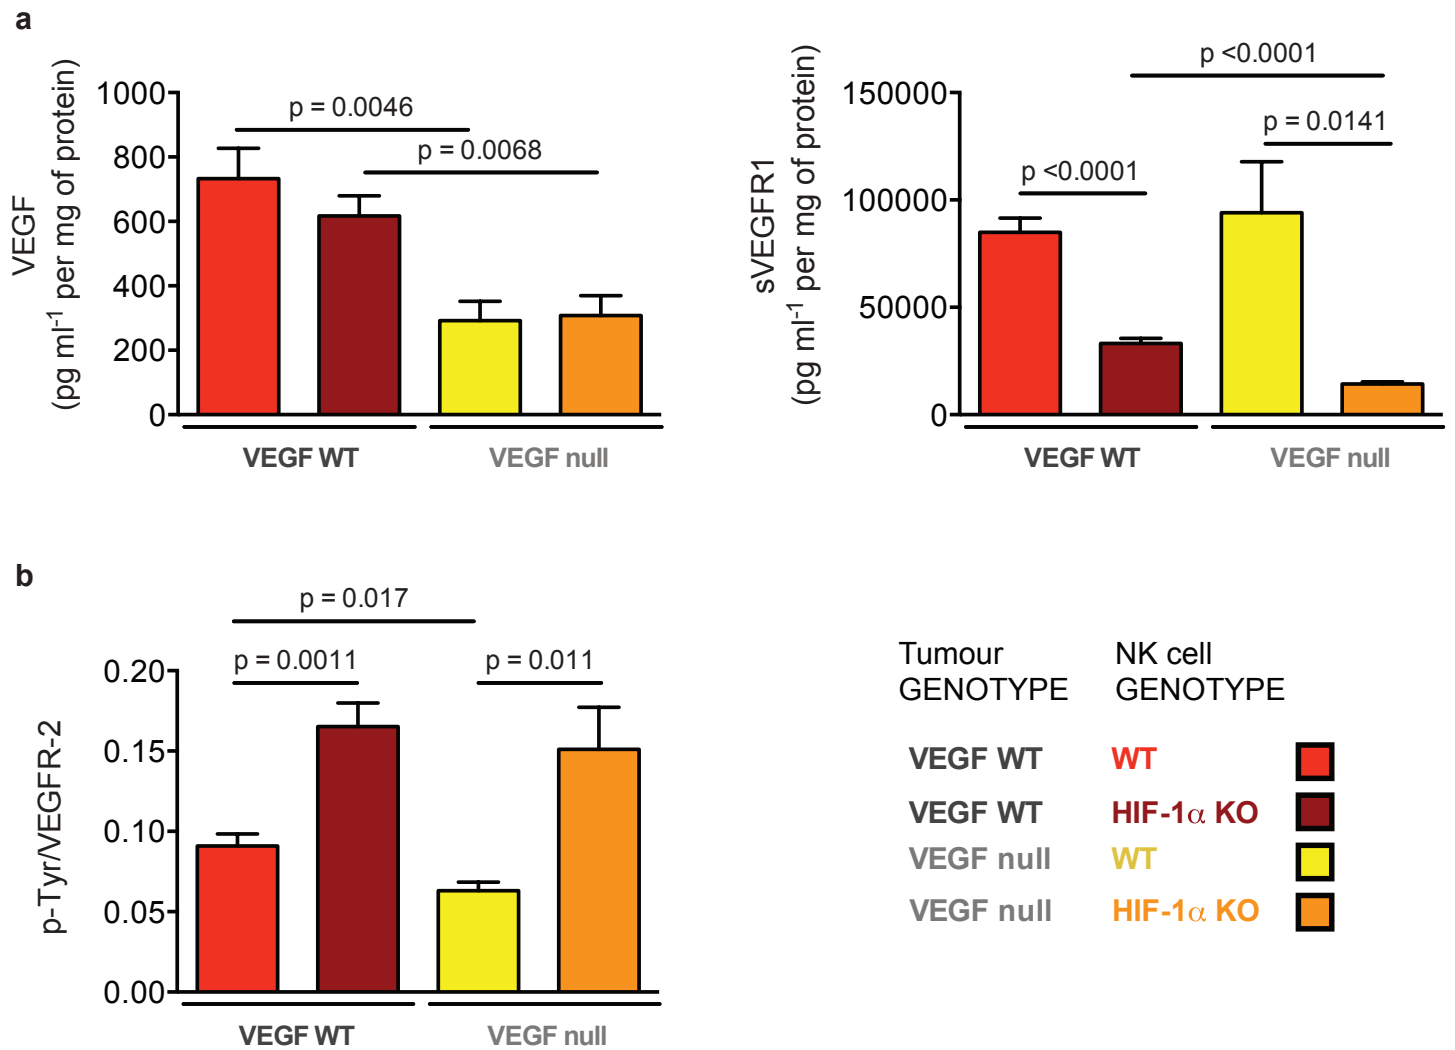 a
VEGF
(pg ml⁻¹ per mg of protein)
1000
800
600
400
200
0
p = 0.0046
p = 0.0068
VEGF WT
VEGF null
sVEGFR1
(pg ml⁻¹ per mg of protein)
150000
100000
50000
0
p <0.0001
p = 0.0141
p <0.0001
VEGF WT
VEGF null
b
p-Tyr/VEGFR-2
0.20
0.15
0.10
0.05
0.00
p = 0.017
p = 0.0011
p = 0.011
VEGF WT
VEGF null
Tumour NK cell
GENOTYPE GENOTYPE
VEGF WT WT
VEGF WT HIF-1α KO
VEGF null WT
VEGF null HIF-1α KO